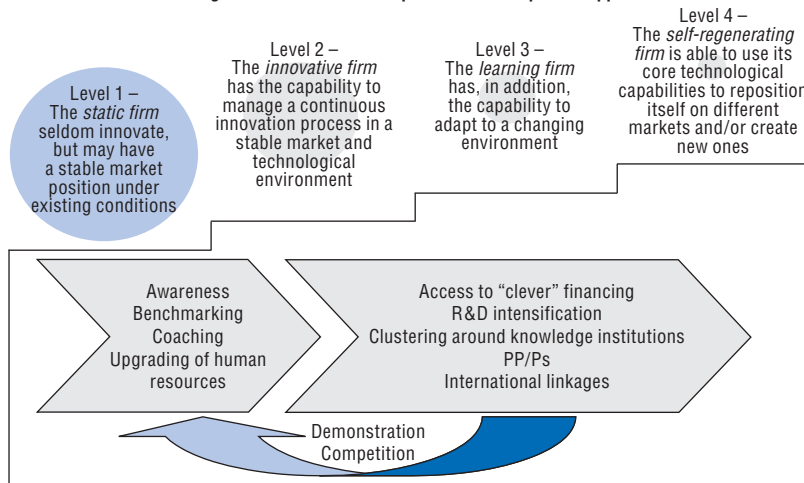 Level 1 –
The static firm
seldom innovate,
but may have
a stable market
position under
existing conditions
Level 2 –
The innovative firm
has the capability to
manage a continuous
innovation process in a
stable market and
technological
environment
Level 3 –
The learning firm
has, in addition,
the capability to
adapt to a changing
environment
Level 4 –
The self-regenerating
firm is able to use its
core technological
capabilities to reposition
itself on different
markets and/or create
new ones
Awareness
Benchmarking
Coaching
Upgrading of human
resources
Access to “clever” financing
R&D intensification
Clustering around knowledge institutions
PP/Ps
International linkages
Demonstration
Competition